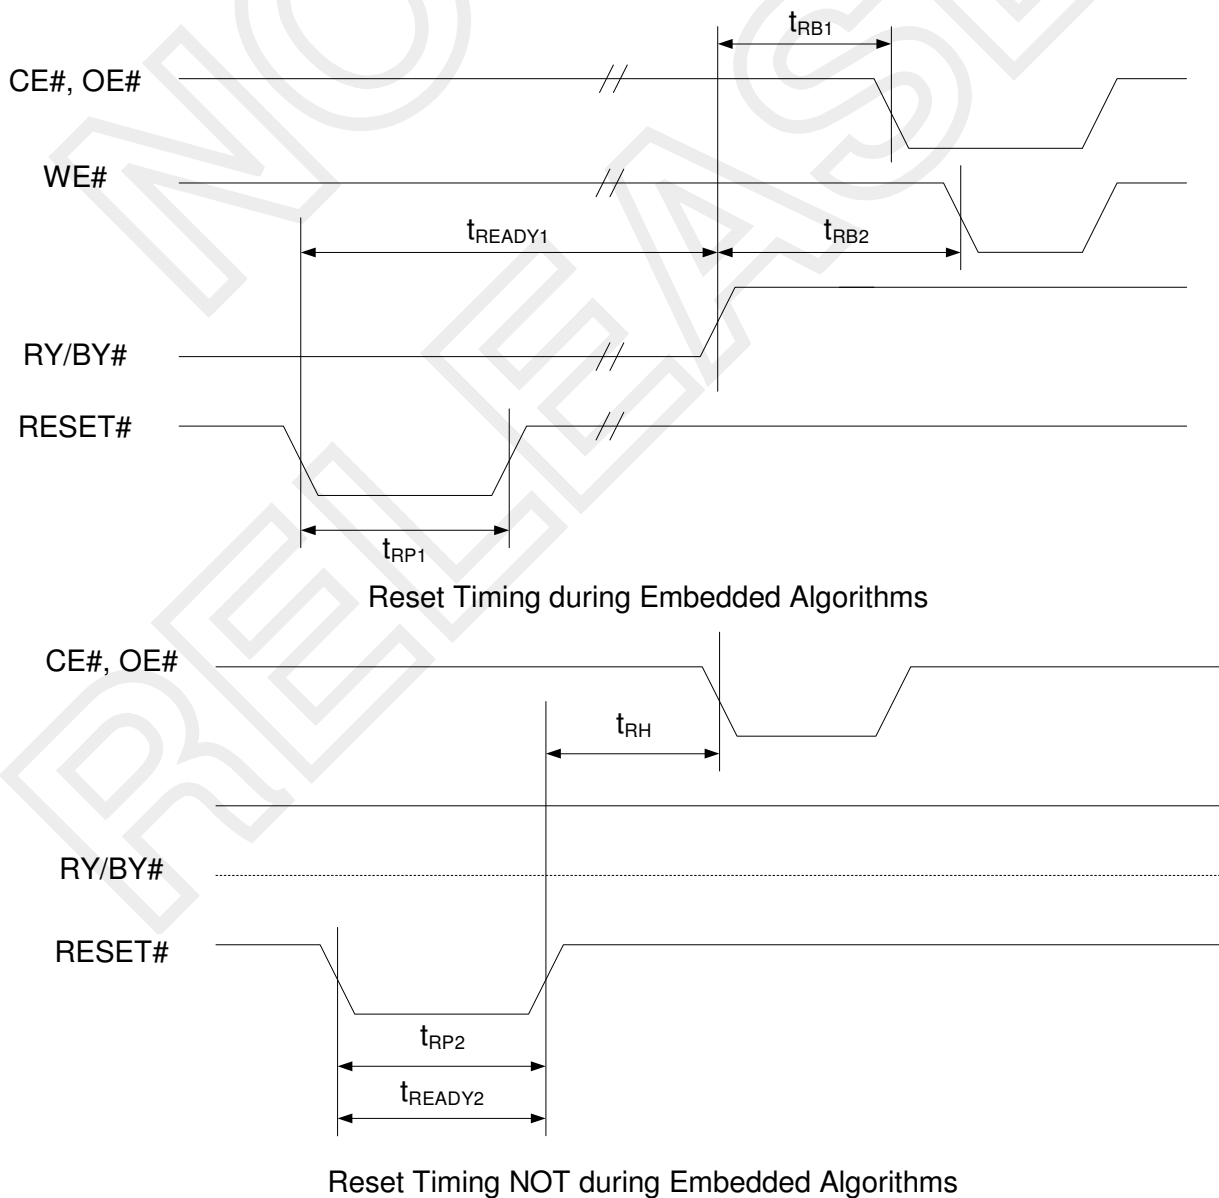 tRB1
CE#, OE#
WE#
tREADY1
tRB2
RY/BY#
RESET#
tRP1
Reset Timing during Embedded Algorithms
CE#, OE#
tRH
RY/BY#
RESET#
tRP2
tREADY2
Reset Timing NOT during Embedded Algorithms
RELEASE